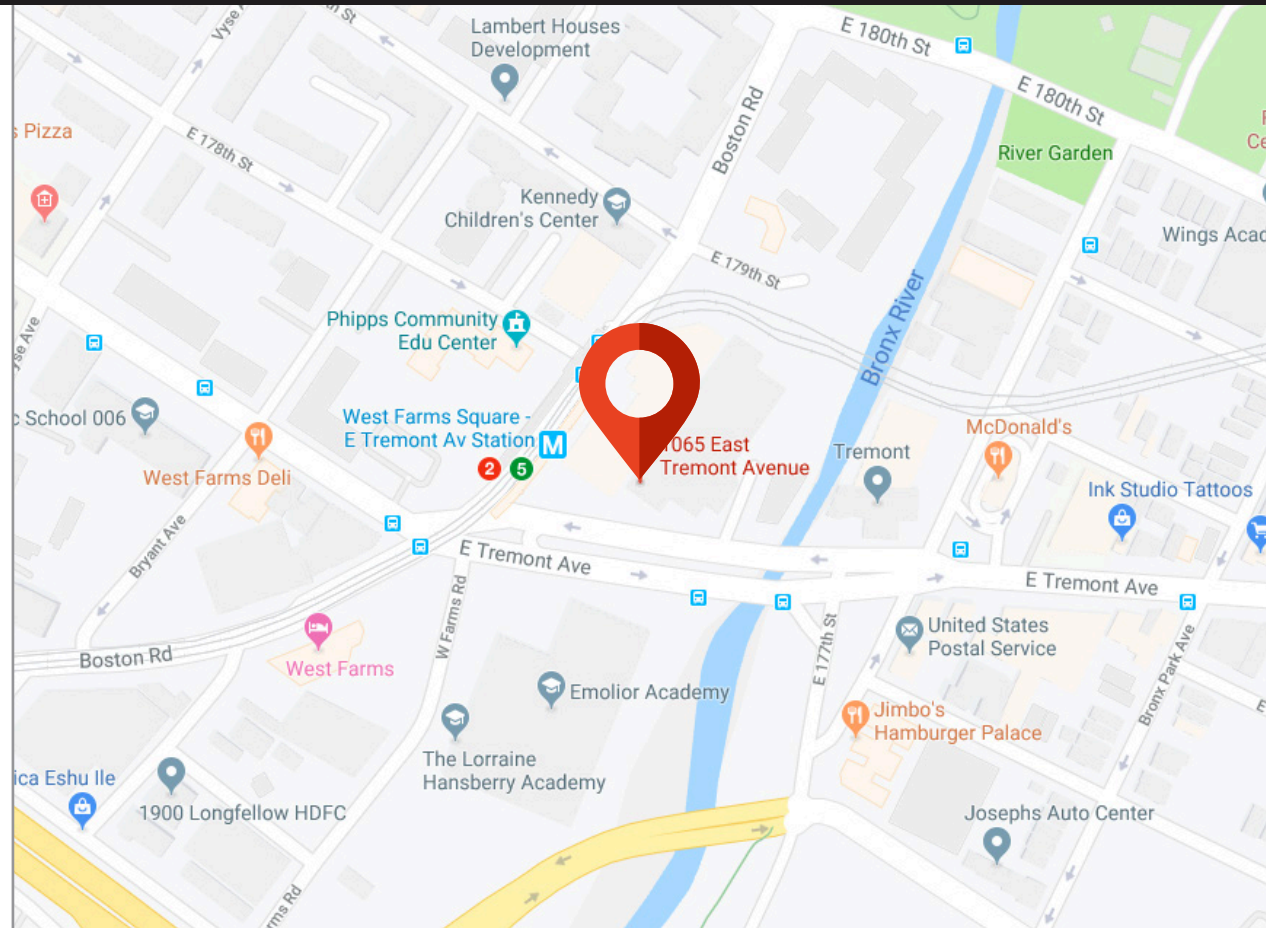 Lambert Houses
Development
E 180th St
E 180th St
Boston Rd
s Pizza
E 178th St
River Garden
Kennedy
Children's Center
Wings Acad
E 179th St
Phipps Community
Edu Center
Bronx River
c School 006
West Farms Square -
E Tremont Av Station
M
2
5
West Farms Deli
1065 East
Tremont Avenue
Tremont
McDonald's
Ink Studio Tattoos
Bryant Ave
E Tremont Ave
E Tremont Ave
W Farms Rd
E 177th St
United States
Postal Service
Bronx Park Ave
Boston Rd
West Farms
Emolior Academy
Jimbo's
Hamburger Palace
The Lorraine
Hansberry Academy
ica Eshu Ile
1900 Longfellow HDFC
Josephs Auto Center